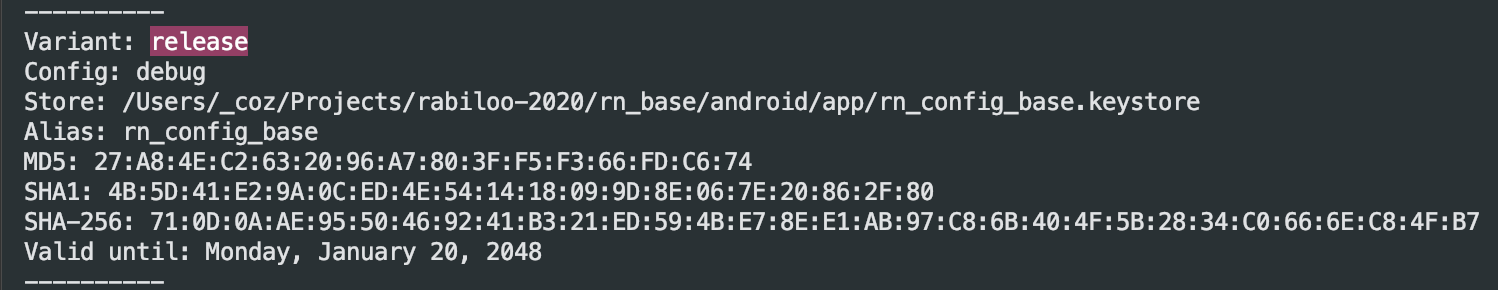 ----------
Variant: release
Config: debug
Store: /Users/_coz/Projects/rabiloo-2020/rn_base/android/app/rn_config_base.keystore
Alias: rn_config_base
MD5: 27:A8:4E:C2:63:20:96:A7:80:3F:F5:F3:66:FD:C6:74
SHA1: 4B:5D:41:E2:9A:0C:ED:4E:54:14:18:09:9D:8E:06:7E:20:86:2F:80
SHA-256: 71:0D:0A:AE:95:50:46:92:41:B3:21:ED:59:4B:E7:8E:E1:AB:97:C8:6B:40:4F:5B:28:34:C0:66:6E:C8:4F:B7
Valid until: Monday, January 20, 2048
----------